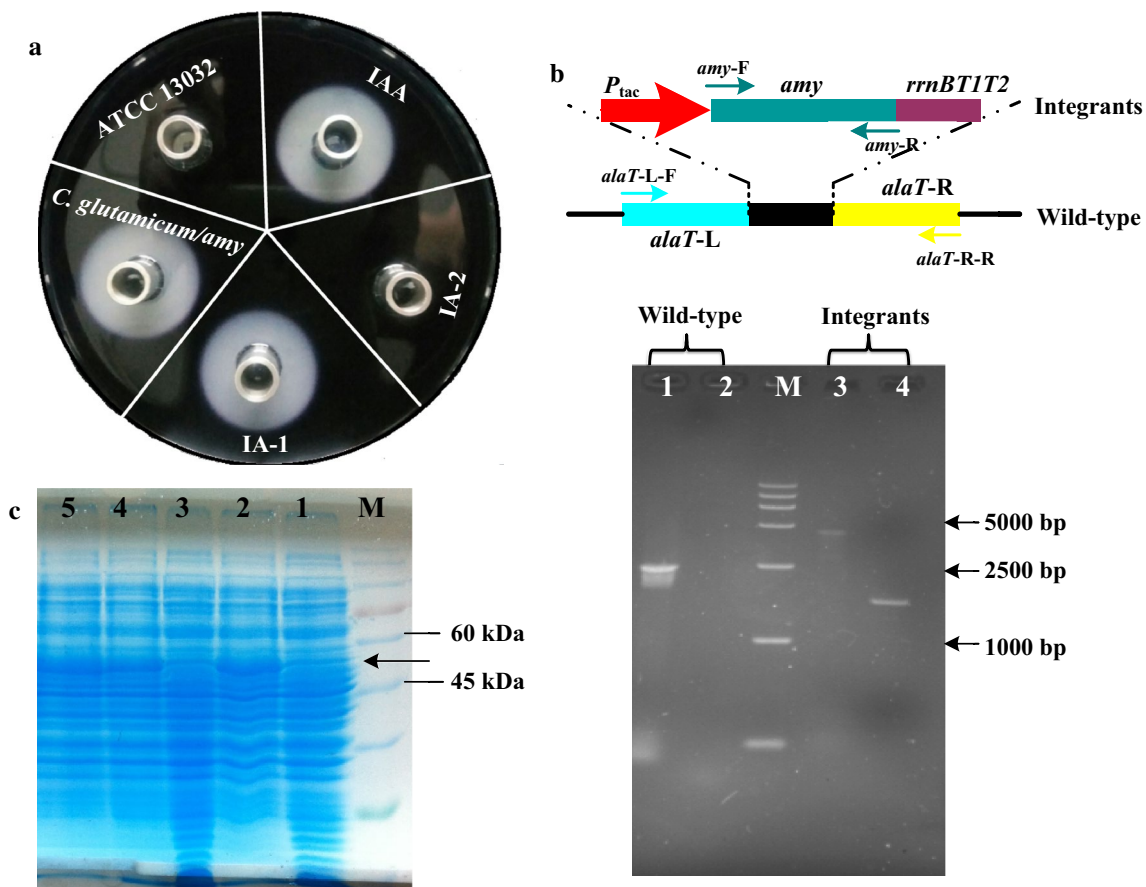 a
ATCC 13032
IAA
C. glutamicum/amy
IA-2
IA-1
b
Ptac
amy-F
amy
rrnBT1T2
Integrants
amy-R
alaT-L-F
alaT-R
Wild-type
alaT-L
alaT-R-R
Wild-type
Integrants
1 2 M 3 4
5000 bp
2500 bp
1000 bp
c
5 4 3 2 1 M
60 kDa
45 kDa